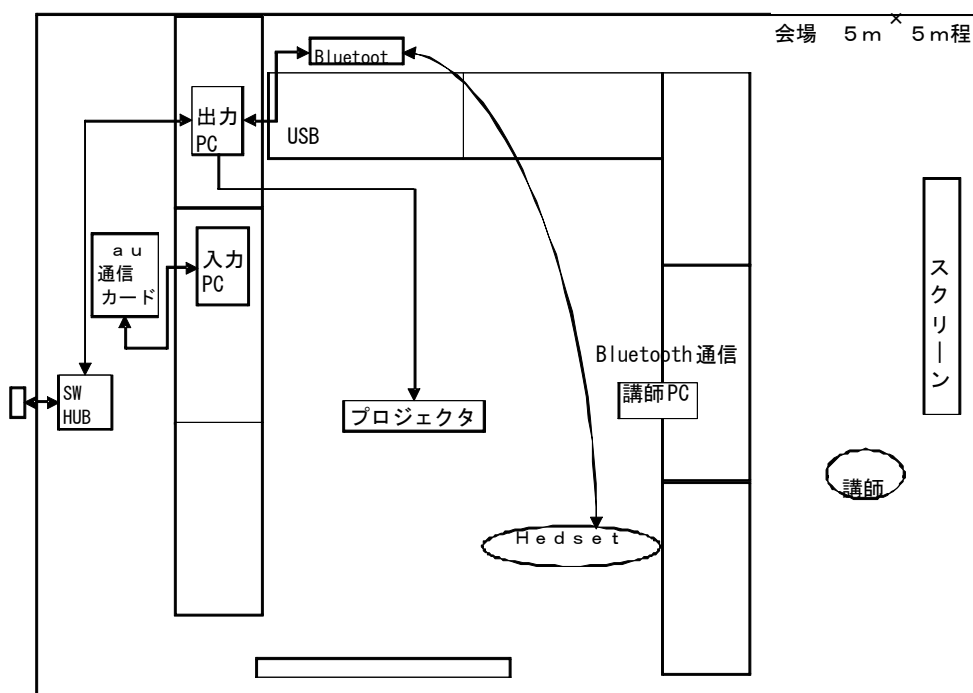 会場 5m×5m程
Bluetoot
出力
PC
USB
au
通信
カード
入力
PC
スクリーン
Bluetooth通信
講師PC
SW
HUB
プロジェクタ
講師
Hedset